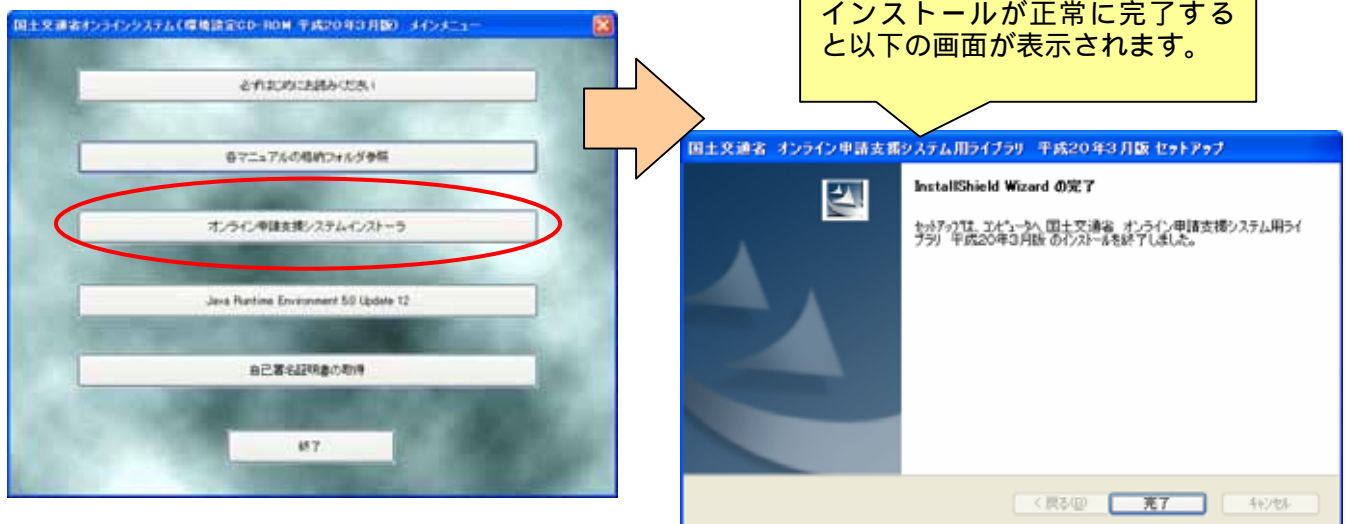 国土交通省オンラインシステム(環境設定CD-ROM 平成20年3月版) メインメニュー
必ずはじめにお読みください
各マニュアルの格納フォルダ参照
オンライン申請支援システムインストーラ
Java Runtime Environment 5.0 Update 12
自己署名証明書の取得
終了
インストールが正常に完了する
と以下の画面が表示されます。
国土交通省 オンライン申請支援システム用ライブラリ 平成20年3月版 セットアップ
InstallShield Wizard の完了
セットアップは、コンピュータへ 国土交通省 オンライン申請支援システム用ライ
ブラリ 平成20年3月版 のインストールを終了しました。
< 戻る(B)
完了
キャンセル